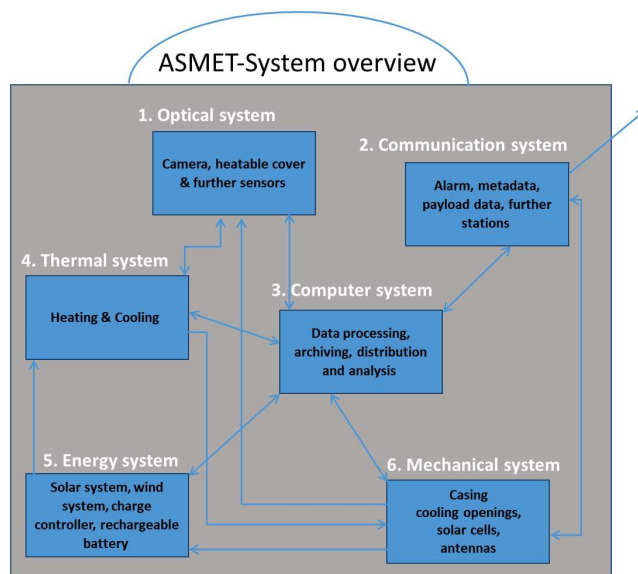 ASMET-System overview
1. Optical system
Camera, heatable cover
& further sensors
2. Communication system
Alarm, metadata,
payload data, further
stations
4. Thermal system
Heating & Cooling
3. Computer system
Data processing,
archiving, distribution
and analysis
5. Energy system
Solar system, wind
system, charge
controller, rechargeable
battery
6. Mechanical system
Casing
cooling openings,
solar cells,
antennas